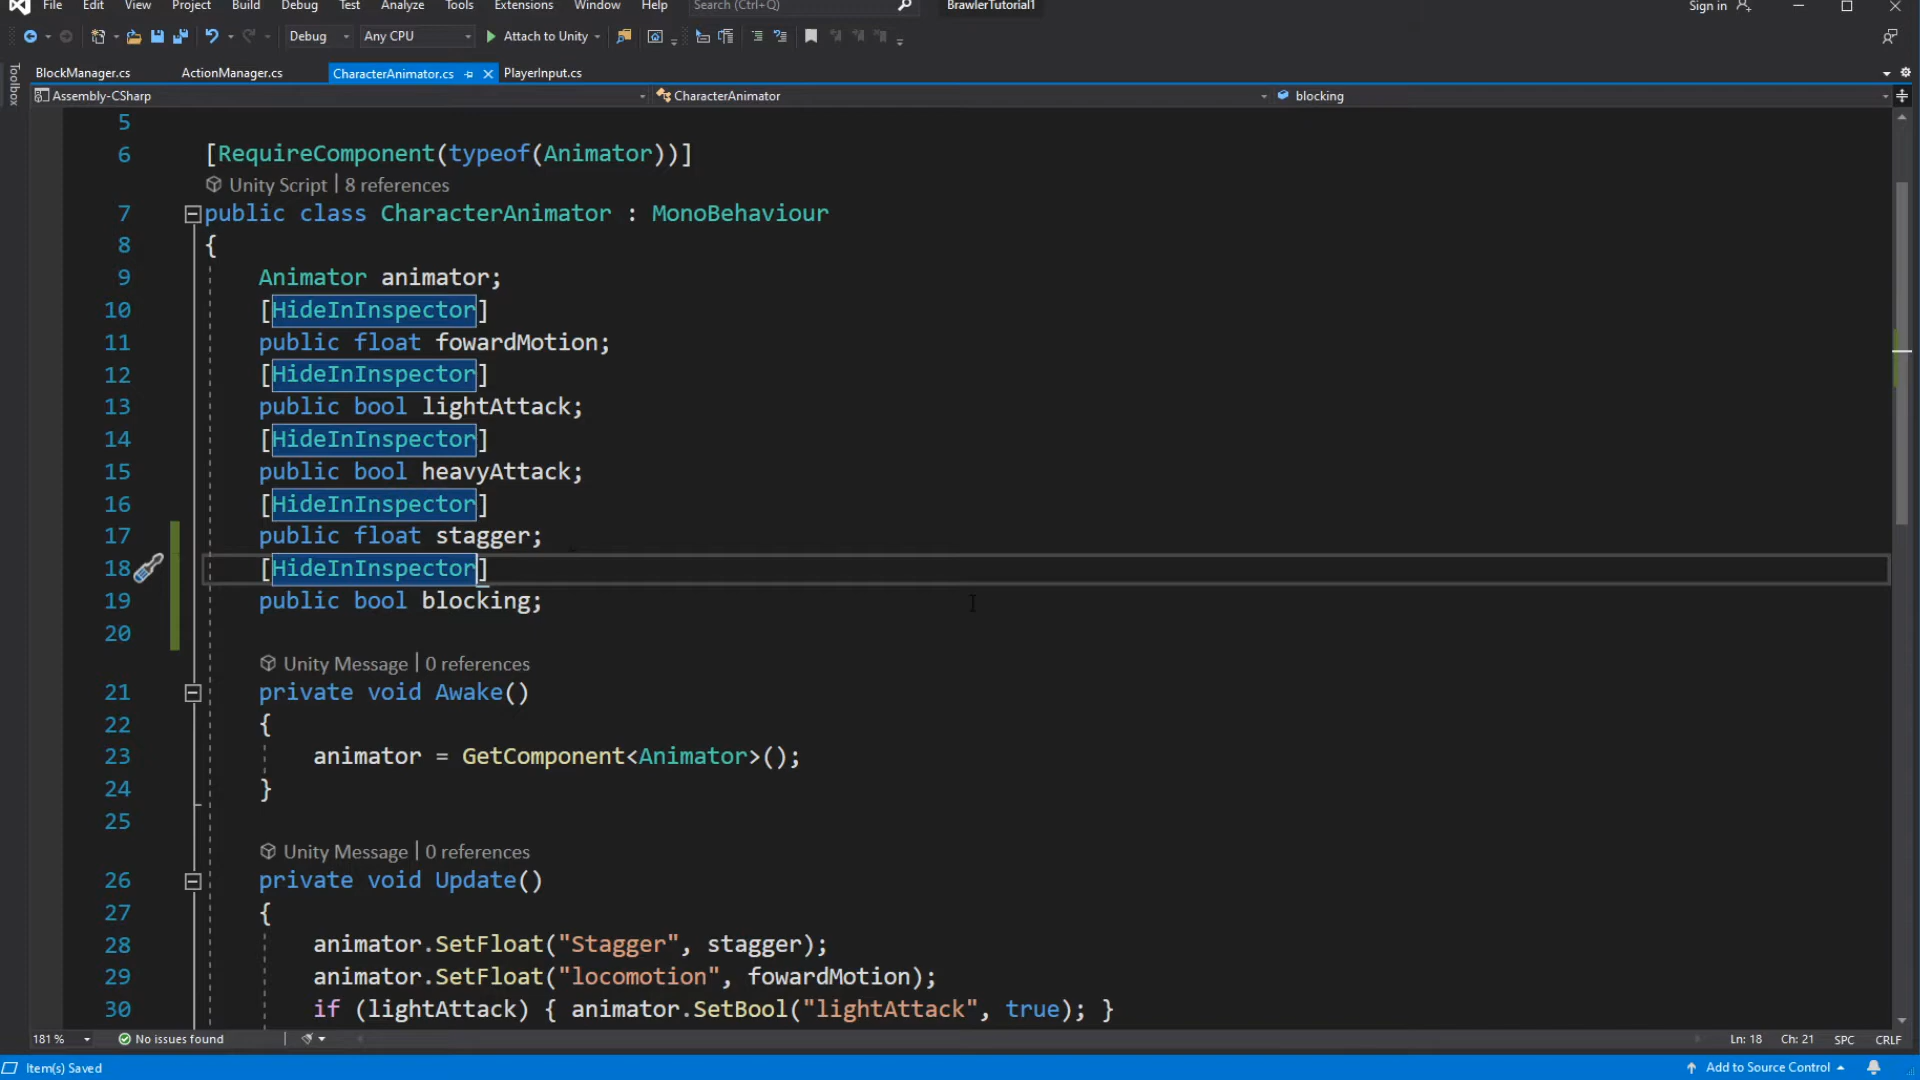 File Edit View Project Build Debug Test Analyze Tools Extensions Window Help Search (Ctrl+Q) BrawlerTutorial1 Sign in
Debug Any CPU Attach to Unity
Toolbox
BlockManager.cs ActionManager.cs CharacterAnimator.cs PlayerInput.cs
Assembly-CSharp CharacterAnimator blocking
5
6 [RequireComponent(typeof(Animator))]
Unity Script | 8 references
7 public class CharacterAnimator : MonoBehaviour
8 {
9 Animator animator;
10 [HideInInspector]
11 public float fowardMotion;
12 [HideInInspector]
13 public bool lightAttack;
14 [HideInInspector]
15 public bool heavyAttack;
16 [HideInInspector]
17 public float stagger;
18 [HideInInspector]
19 public bool blocking;
20
Unity Message | 0 references
21 private void Awake()
22 {
23 animator = GetComponent<Animator>();
24 }
25
Unity Message | 0 references
26 private void Update()
27 {
28 animator.SetFloat("Stagger", stagger);
29 animator.SetFloat("locomotion", fowardMotion);
30 if (lightAttack) { animator.SetBool("lightAttack", true); }
181 % No issues found Ln: 18 Ch: 21 SPC CRLF
Item(s) Saved Add to Source Control